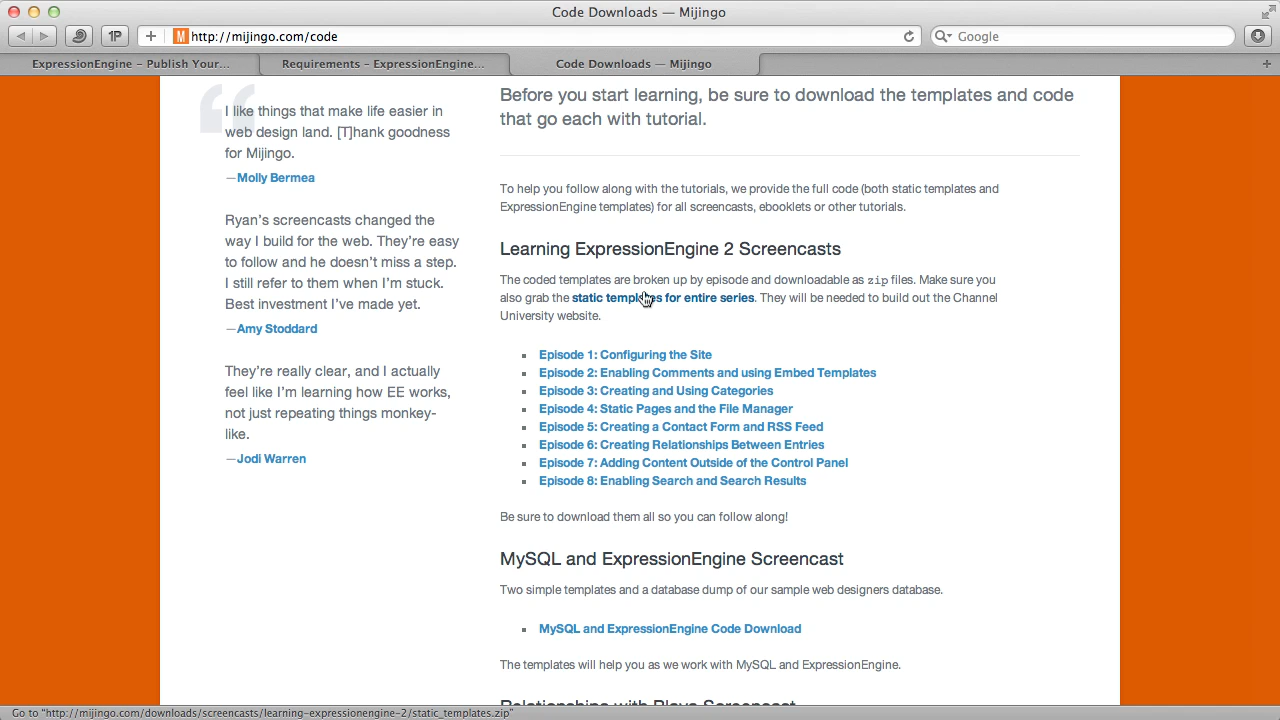 Code Downloads — Mijingo
1P
+
M http://mijingo.com/code
Google
ExpressionEngine – Publish Your...
Requirements – ExpressionEngine...
Code Downloads — Mijingo
+
I like things that make life easier in
web design land. [T]hank goodness
for Mijingo.
—Molly Bermea
Ryan's screencasts changed the
way I build for the web. They're easy
to follow and he doesn't miss a step.
I still refer to them when I'm stuck.
Best investment I've made yet.
—Amy Stoddard
They're really clear, and I actually
feel like I'm learning how EE works,
not just repeating things monkey-
like.
—Jodi Warren
Before you start learning, be sure to download the templates and code
that go each with tutorial.
To help you follow along with the tutorials, we provide the full code (both static templates and
ExpressionEngine templates) for all screencasts, ebooklets or other tutorials.
Learning ExpressionEngine 2 Screencasts
The coded templates are broken up by episode and downloadable as zip files. Make sure you
also grab the static templates for entire series. They will be needed to build out the Channel
University website.
Episode 1: Configuring the Site
Episode 2: Enabling Comments and using Embed Templates
Episode 3: Creating and Using Categories
Episode 4: Static Pages and the File Manager
Episode 5: Creating a Contact Form and RSS Feed
Episode 6: Creating Relationships Between Entries
Episode 7: Adding Content Outside of the Control Panel
Episode 8: Enabling Search and Search Results
Be sure to download them all so you can follow along!
MySQL and ExpressionEngine Screencast
Two simple templates and a database dump of our sample web designers database.
MySQL and ExpressionEngine Code Download
The templates will help you as we work with MySQL and ExpressionEngine.
Relationships with Playa Screencast
Go to "http://mijingo.com/downloads/screencasts/learning-expressionengine-2/static_templates.zip"